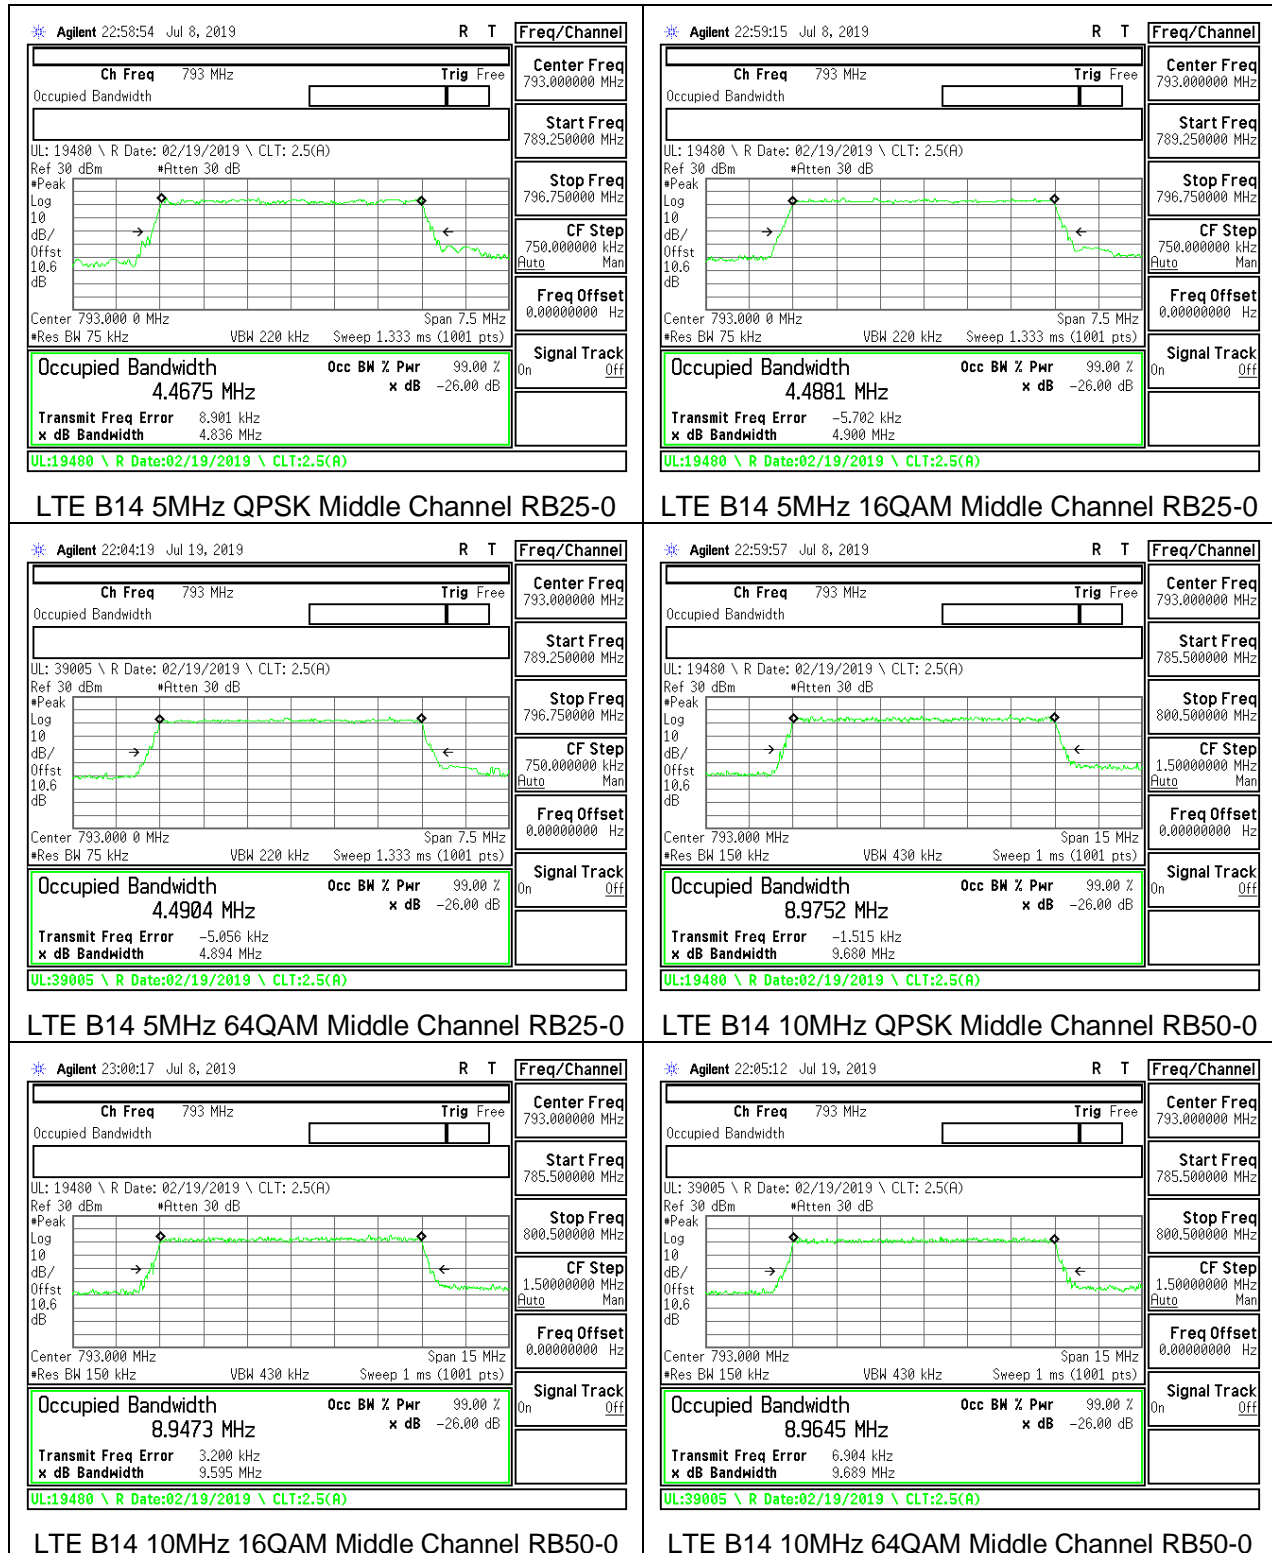 Agilent 22:58:54 Jul 8, 2019 R T Freq/Channel
Ch Freq 793 MHz Trig Free
Occupied Bandwidth
Center Freq
793.000000 MHz
Start Freq
789.250000 MHz
Stop Freq
796.750000 MHz
CF Step
750.000000 kHz
Auto Man
Freq Offset
0.00000000 Hz
Signal Track
On Off
UL: 19480 \ R Date: 02/19/2019 \ CLT: 2.5(A)
Ref 30 dBm #Atten 30 dB
#Peak
Log
10
dB/
Offst
10.6
dB
Center 793.000 0 MHz Span 7.5 MHz
#Res BW 75 kHz VBW 220 kHz Sweep 1.333 ms (1001 pts)
Occupied Bandwidth Occ BW % Pwr 99.00 %
4.4675 MHz x dB -26.00 dB
Transmit Freq Error 8.901 kHz
x dB Bandwidth 4.836 MHz
UL:19480 \ R Date:02/19/2019 \ CLT:2.5(A)
LTE B14 5MHz QPSK Middle Channel RB25-0
Agilent 22:59:15 Jul 8, 2019 R T Freq/Channel
Ch Freq 793 MHz Trig Free
Occupied Bandwidth
Center Freq
793.000000 MHz
Start Freq
789.250000 MHz
Stop Freq
796.750000 MHz
CF Step
750.000000 kHz
Auto Man
Freq Offset
0.00000000 Hz
Signal Track
On Off
UL: 19480 \ R Date: 02/19/2019 \ CLT: 2.5(A)
Ref 30 dBm #Atten 30 dB
#Peak
Log
10
dB/
Offst
10.6
dB
Center 793.000 0 MHz Span 7.5 MHz
#Res BW 75 kHz VBW 220 kHz Sweep 1.333 ms (1001 pts)
Occupied Bandwidth Occ BW % Pwr 99.00 %
4.4881 MHz x dB -26.00 dB
Transmit Freq Error -5.702 kHz
x dB Bandwidth 4.900 MHz
UL:19480 \ R Date:02/19/2019 \ CLT:2.5(A)
LTE B14 5MHz 16QAM Middle Channel RB25-0
Agilent 22:04:19 Jul 19, 2019 R T Freq/Channel
Ch Freq 793 MHz Trig Free
Occupied Bandwidth
Center Freq
793.000000 MHz
Start Freq
789.250000 MHz
Stop Freq
796.750000 MHz
CF Step
750.000000 kHz
Auto Man
Freq Offset
0.00000000 Hz
Signal Track
On Off
UL: 39005 \ R Date: 02/19/2019 \ CLT: 2.5(A)
Ref 30 dBm #Atten 30 dB
#Peak
Log
10
dB/
Offst
10.6
dB
Center 793.000 0 MHz Span 7.5 MHz
#Res BW 75 kHz VBW 220 kHz Sweep 1.333 ms (1001 pts)
Occupied Bandwidth Occ BW % Pwr 99.00 %
4.4904 MHz x dB -26.00 dB
Transmit Freq Error -5.056 kHz
x dB Bandwidth 4.894 MHz
UL:39005 \ R Date:02/19/2019 \ CLT:2.5(A)
LTE B14 5MHz 64QAM Middle Channel RB25-0
Agilent 22:59:57 Jul 8, 2019 R T Freq/Channel
Ch Freq 793 MHz Trig Free
Occupied Bandwidth
Center Freq
793.000000 MHz
Start Freq
785.500000 MHz
Stop Freq
800.500000 MHz
CF Step
1.50000000 MHz
Auto Man
Freq Offset
0.00000000 Hz
Signal Track
On Off
UL: 19480 \ R Date: 02/19/2019 \ CLT: 2.5(A)
Ref 30 dBm #Atten 30 dB
#Peak
Log
10
dB/
Offst
10.6
dB
Center 793.000 MHz Span 15 MHz
#Res BW 150 kHz VBW 430 kHz Sweep 1 ms (1001 pts)
Occupied Bandwidth Occ BW % Pwr 99.00 %
8.9752 MHz x dB -26.00 dB
Transmit Freq Error -1.515 kHz
x dB Bandwidth 9.680 MHz
UL:19480 \ R Date:02/19/2019 \ CLT:2.5(A)
LTE B14 10MHz QPSK Middle Channel RB50-0
Agilent 23:00:17 Jul 8, 2019 R T Freq/Channel
Ch Freq 793 MHz Trig Free
Occupied Bandwidth
Center Freq
793.000000 MHz
Start Freq
785.500000 MHz
Stop Freq
800.500000 MHz
CF Step
1.50000000 MHz
Auto Man
Freq Offset
0.00000000 Hz
Signal Track
On Off
UL: 19480 \ R Date: 02/19/2019 \ CLT: 2.5(A)
Ref 30 dBm #Atten 30 dB
#Peak
Log
10
dB/
Offst
10.6
dB
Center 793.000 MHz Span 15 MHz
#Res BW 150 kHz VBW 430 kHz Sweep 1 ms (1001 pts)
Occupied Bandwidth Occ BW % Pwr 99.00 %
8.9473 MHz x dB -26.00 dB
Transmit Freq Error 3.200 kHz
x dB Bandwidth 9.595 MHz
UL:19480 \ R Date:02/19/2019 \ CLT:2.5(A)
LTE B14 10MHz 16QAM Middle Channel RB50-0
Agilent 22:05:12 Jul 19, 2019 R T Freq/Channel
Ch Freq 793 MHz Trig Free
Occupied Bandwidth
Center Freq
793.000000 MHz
Start Freq
785.500000 MHz
Stop Freq
800.500000 MHz
CF Step
1.50000000 MHz
Auto Man
Freq Offset
0.00000000 Hz
Signal Track
On Off
UL: 39005 \ R Date: 02/19/2019 \ CLT: 2.5(A)
Ref 30 dBm #Atten 30 dB
#Peak
Log
10
dB/
Offst
10.6
dB
Center 793.000 MHz Span 15 MHz
#Res BW 150 kHz VBW 430 kHz Sweep 1 ms (1001 pts)
Occupied Bandwidth Occ BW % Pwr 99.00 %
8.9645 MHz x dB -26.00 dB
Transmit Freq Error 6.904 kHz
x dB Bandwidth 9.689 MHz
UL:39005 \ R Date:02/19/2019 \ CLT:2.5(A)
LTE B14 10MHz 64QAM Middle Channel RB50-0